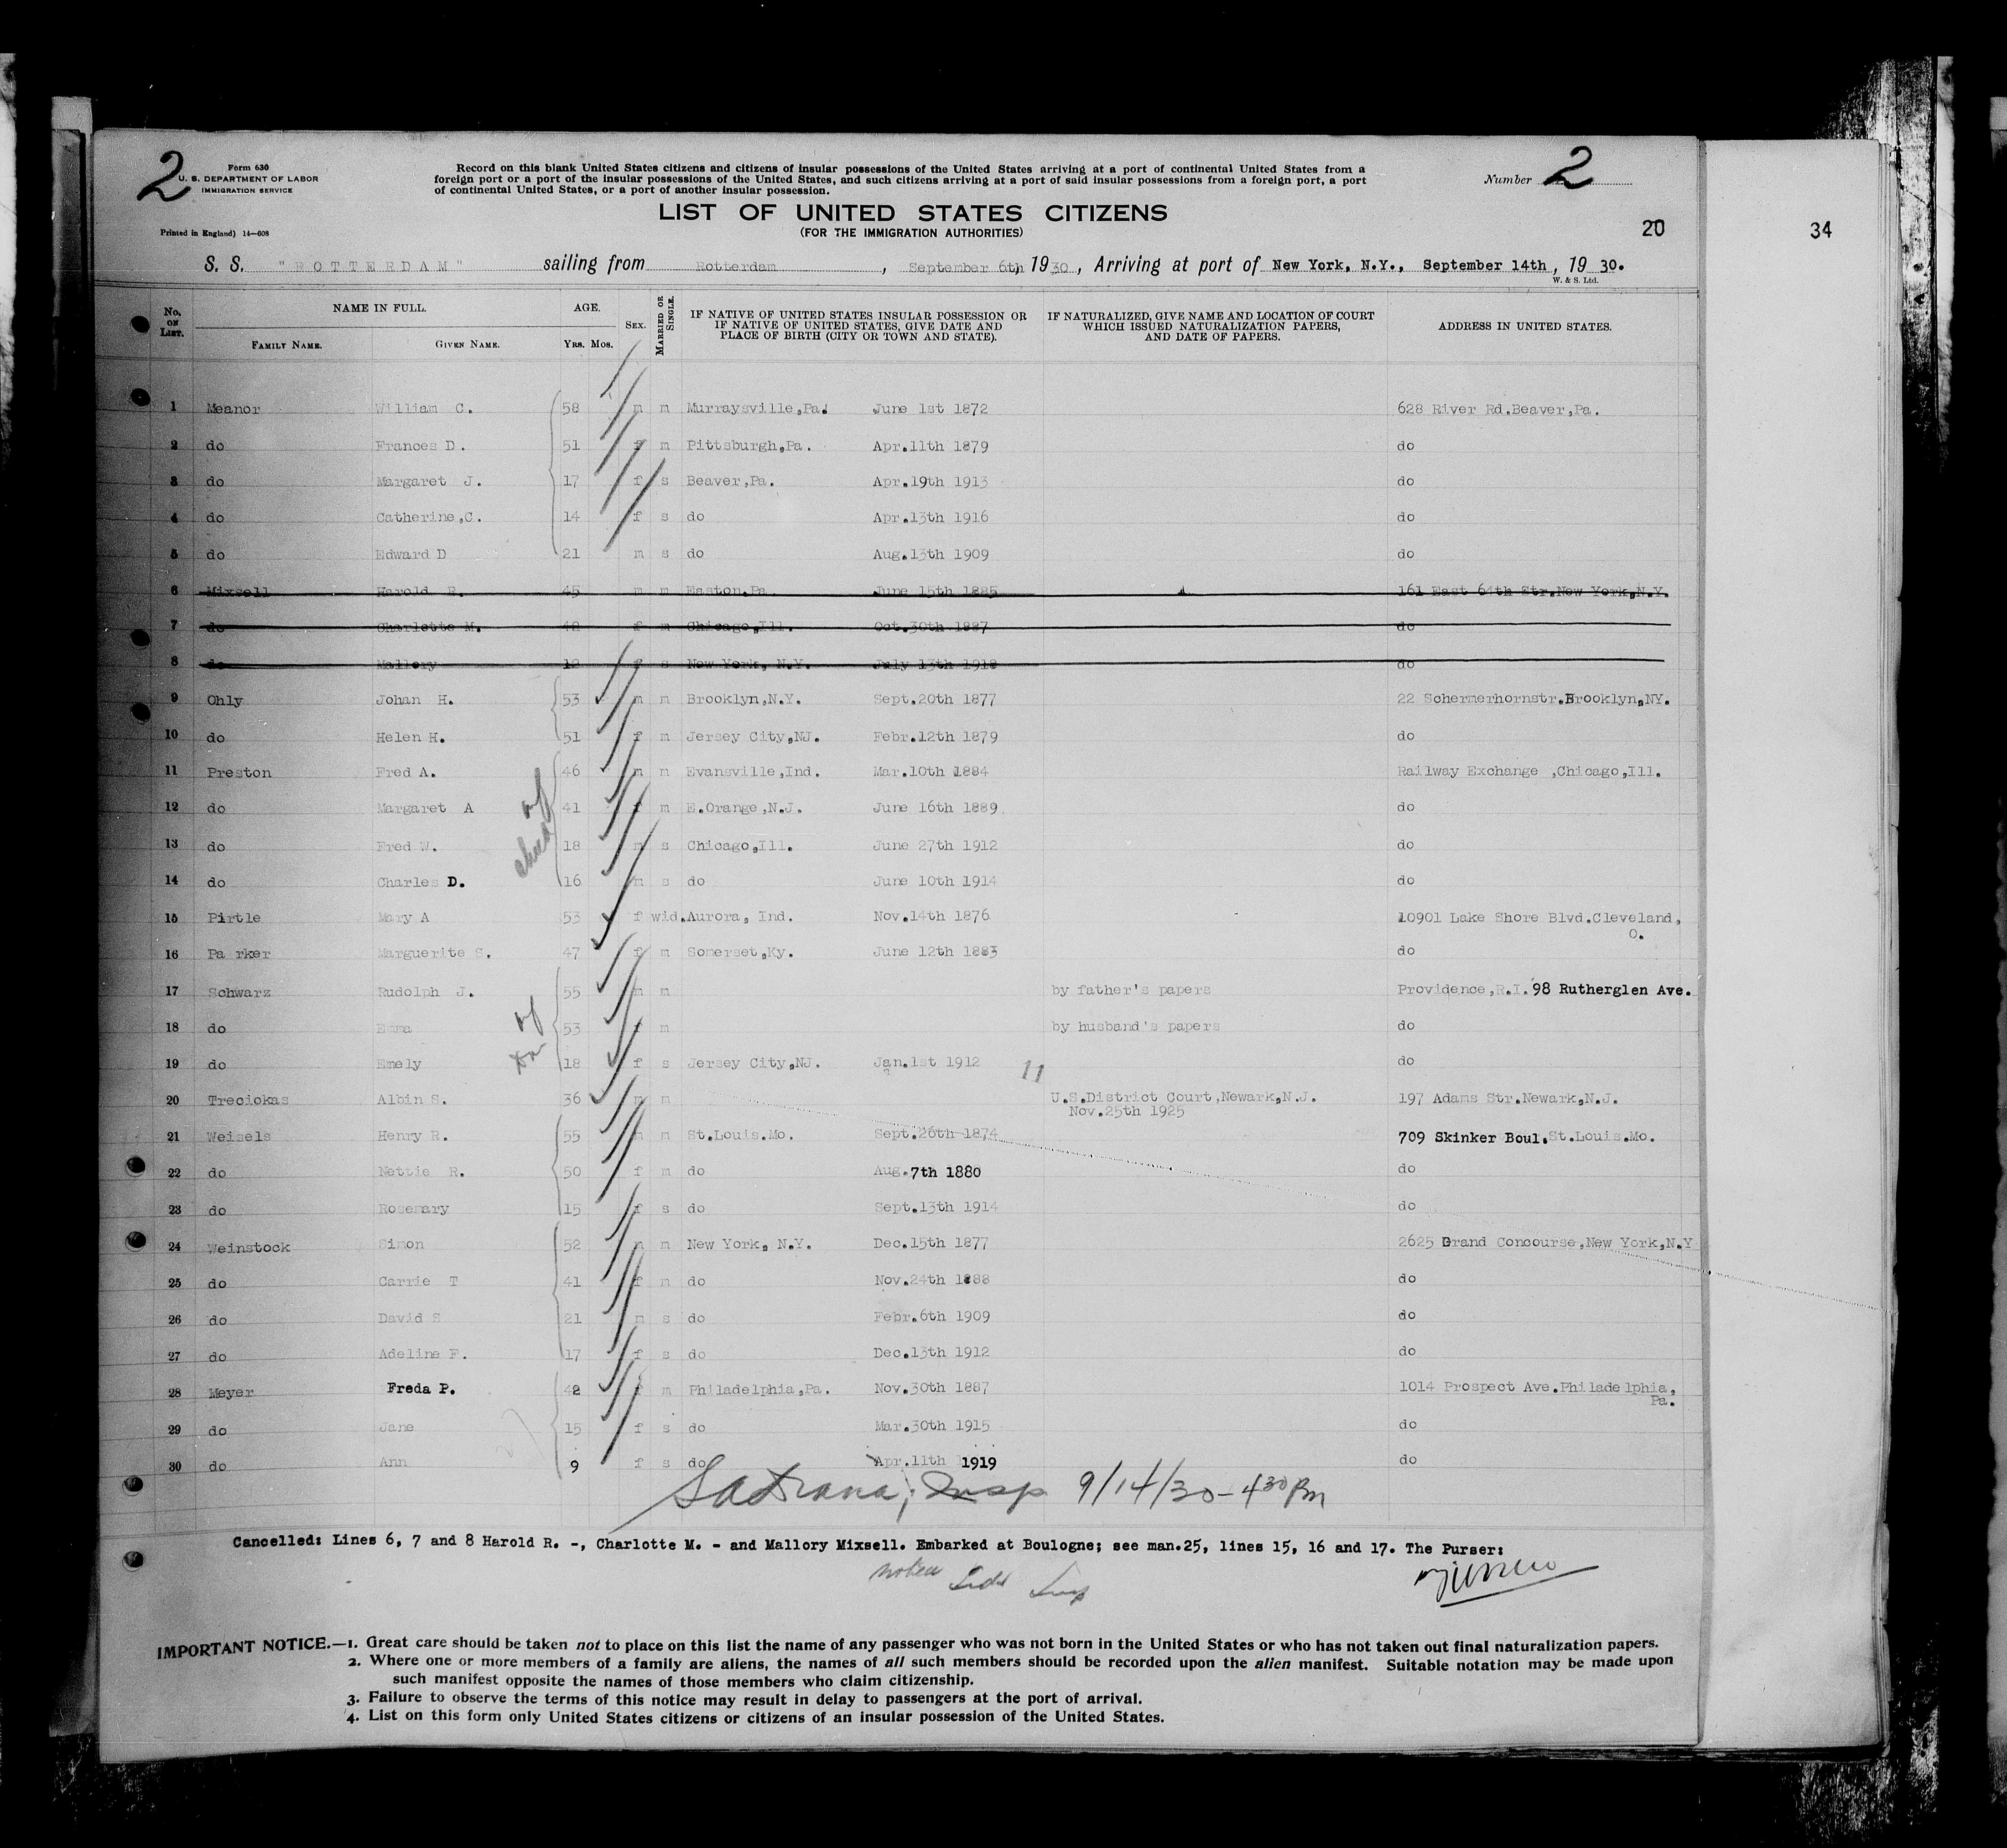 2
Form 630
U. S. DEPARTMENT OF LABOR
IMMIGRATION SERVICE
Printed in England) 14—608
Record on this blank United States citizens and citizens of insular possessions of the United States arriving at a port of continental United States from a
foreign port or a port of the insular possessions of the United States, and such citizens arriving at a port of said insular possessions from a foreign port, a port
of continental United States, or a port of another insular possession.
Number 2
LIST OF UNITED STATES CITIZENS
(FOR THE IMMIGRATION AUTHORITIES)
20
34
S. S. "ROTTERDAM" sailing from Rotterdam, September 6th 1930, Arriving at port of New York, N.Y., September 14th, 19 30.
W. & S. Ltd.
No. ON LIST. NAME IN FULL. AGE. SEX. MARRIED OR SINGLE. IF NATIVE OF UNITED STATES INSULAR POSSESSION OR IF NATIVE OF UNITED STATES, GIVE DATE AND PLACE OF BIRTH (CITY OR TOWN AND STATE). IF NATURALIZED, GIVE NAME AND LOCATION OF COURT WHICH ISSUED NATURALIZATION PAPERS, AND DATE OF PAPERS. ADDRESS IN UNITED STATES.
FAMILY NAME. GIVEN NAME. YRS. MOS.
1 Meanor William C. 58 m m Murraysville,Pa. June 1st 1872 628 River Rd.Beaver,Pa.
2 do Frances D. 51 f m Pittsburgh,Pa. Apr.11th 1879 do
3 do Margaret J. 17 f s Beaver,Pa. Apr.19th 1913 do
4 do Catherine,C. 14 f s do Apr.13th 1916 do
5 do Edward D 21 m s do Aug.13th 1909 do
6 Mixsell Harold R. 45 m m Easton,Pa June 15th 1885 161 East 64th Str.New York,N.Y.
7 do Charlotte M. 42 f m Chicago,Ill. Oct.30th 1887 do
8 do Mallory 12 f s New York, N.Y. July 13th 1918 do
9 Ohly Johan H. 53 m m Brooklyn,N.Y. Sept.20th 1877 22 Schermerhornstr.Brooklyn,NY.
10 do Helen H. 51 f m Jersey City,NJ. Febr.12th 1879 do
11 Preston Fred A. 46 m m Evansville,Ind. Mar.10th 1884 Railway Exchange ,Chicago,Ill.
12 do Margaret A 41 f m E.Orange,N.J. June 16th 1889 do
13 do Fred W. 18 m s Chicago,Ill. June 27th 1912 do
14 do Charles D. 16 m s do June 10th 1914 do
15 Pirtle Mary A 53 f wid. Aurora, Ind. Nov.14th 1876 10901 Lake Shore Blvd.Cleveland,
O.
16 Pa rker Marguerite S. 47 f m Somerset,Ky. June 12th 1883 do
17 Schwarz Rudolph J. 55 m m by father's papers Providence,R.I. 98 Rutherglen Ave.
18 do Emma 53 f m by husband's papers do
19 do Emely 18 f s Jersey City,NJ. Jan.1st 1912 do
11
20 Treciokas Albin S. 36 m m U.S.District Court,Newark,N.J. 197 Adams Str.Newark,N.J.
Nov.25th 1925
21 Weisels Henry R. 55 m m St.Louis.Mo. Sept.26th 1874 709 Skinker Boul.St.Louis.Mo.
22 do Nettie R. 50 f m do Aug.7th 1880 do
23 do Rosemary 15 f s do Sept.13th 1914 do
24 Weinstock Simon 52 m m New York, N.Y. Dec.15th 1877 2625 Grand Concourse,New York,N.Y
25 do Carrie T 41 f m do Nov.24th 1888 do
26 do David S 21 m s do Febr.6th 1909 do
27 do Adeline F. 17 f s do Dec.13th 1912 do
28 Meyer Freda P. 42 f m Philadelphia,Pa. Nov.30th 1887 1014 Prospect Ave.Philadelphia,
Pa.
29 do Jane 15 f s do Mar.30th 1915 do
30 do Ann 9 f s do Apr.11th 1919 do
Insp 9/14/30 - 4 30 Pm
Cancelled: Lines 6, 7 and 8 Harold R. -, Charlotte M. - and Mallory Mixsell. Embarked at Boulogne; see man.25, lines 15, 16 and 17. The Purser:
noted Insp
IMPORTANT NOTICE.—1. Great care should be taken not to place on this list the name of any passenger who was not born in the United States or who has not taken out final naturalization papers.
2. Where one or more members of a family are aliens, the names of all such members should be recorded upon the alien manifest. Suitable notation may be made upon
such manifest opposite the names of those members who claim citizenship.
3. Failure to observe the terms of this notice may result in delay to passengers at the port of arrival.
4. List on this form only United States citizens or citizens of an insular possession of the United States.